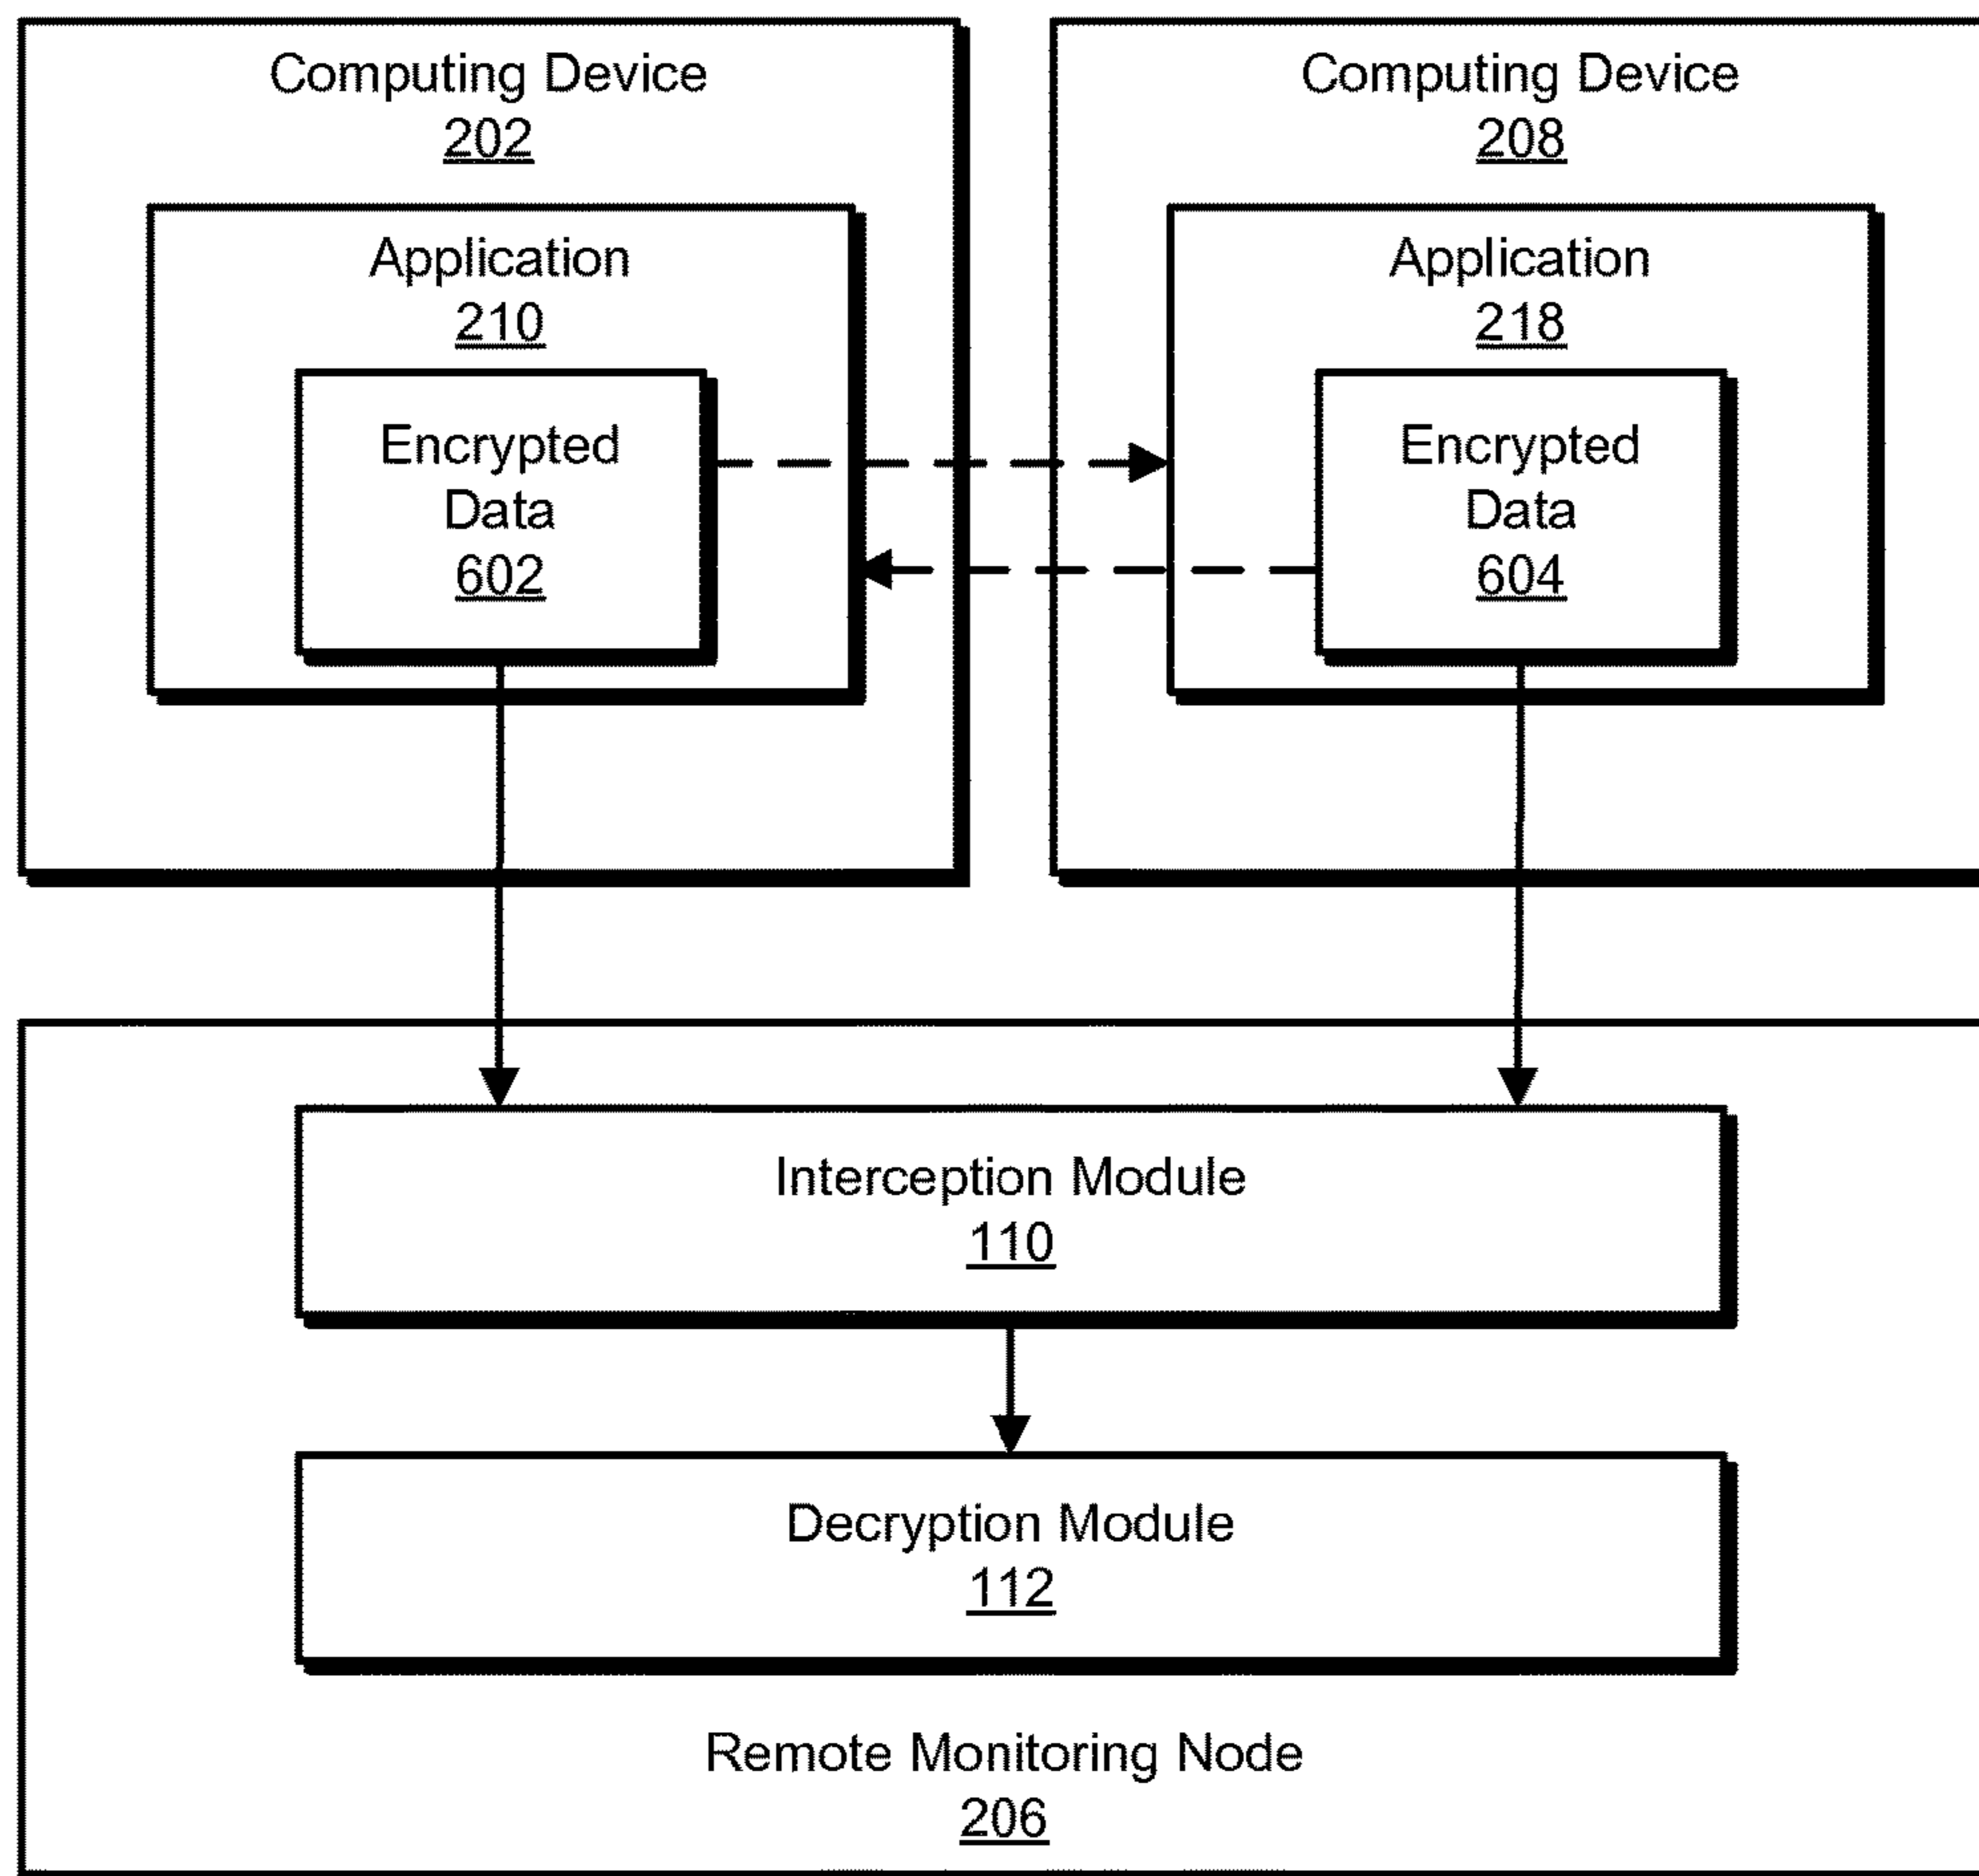 Computing Device
202
Application
210
Encrypted
Data
602
Computing Device
208
Application
218
Encrypted
Data
604
Interception Module
110
Decryption Module
112
Remote Monitoring Node
206